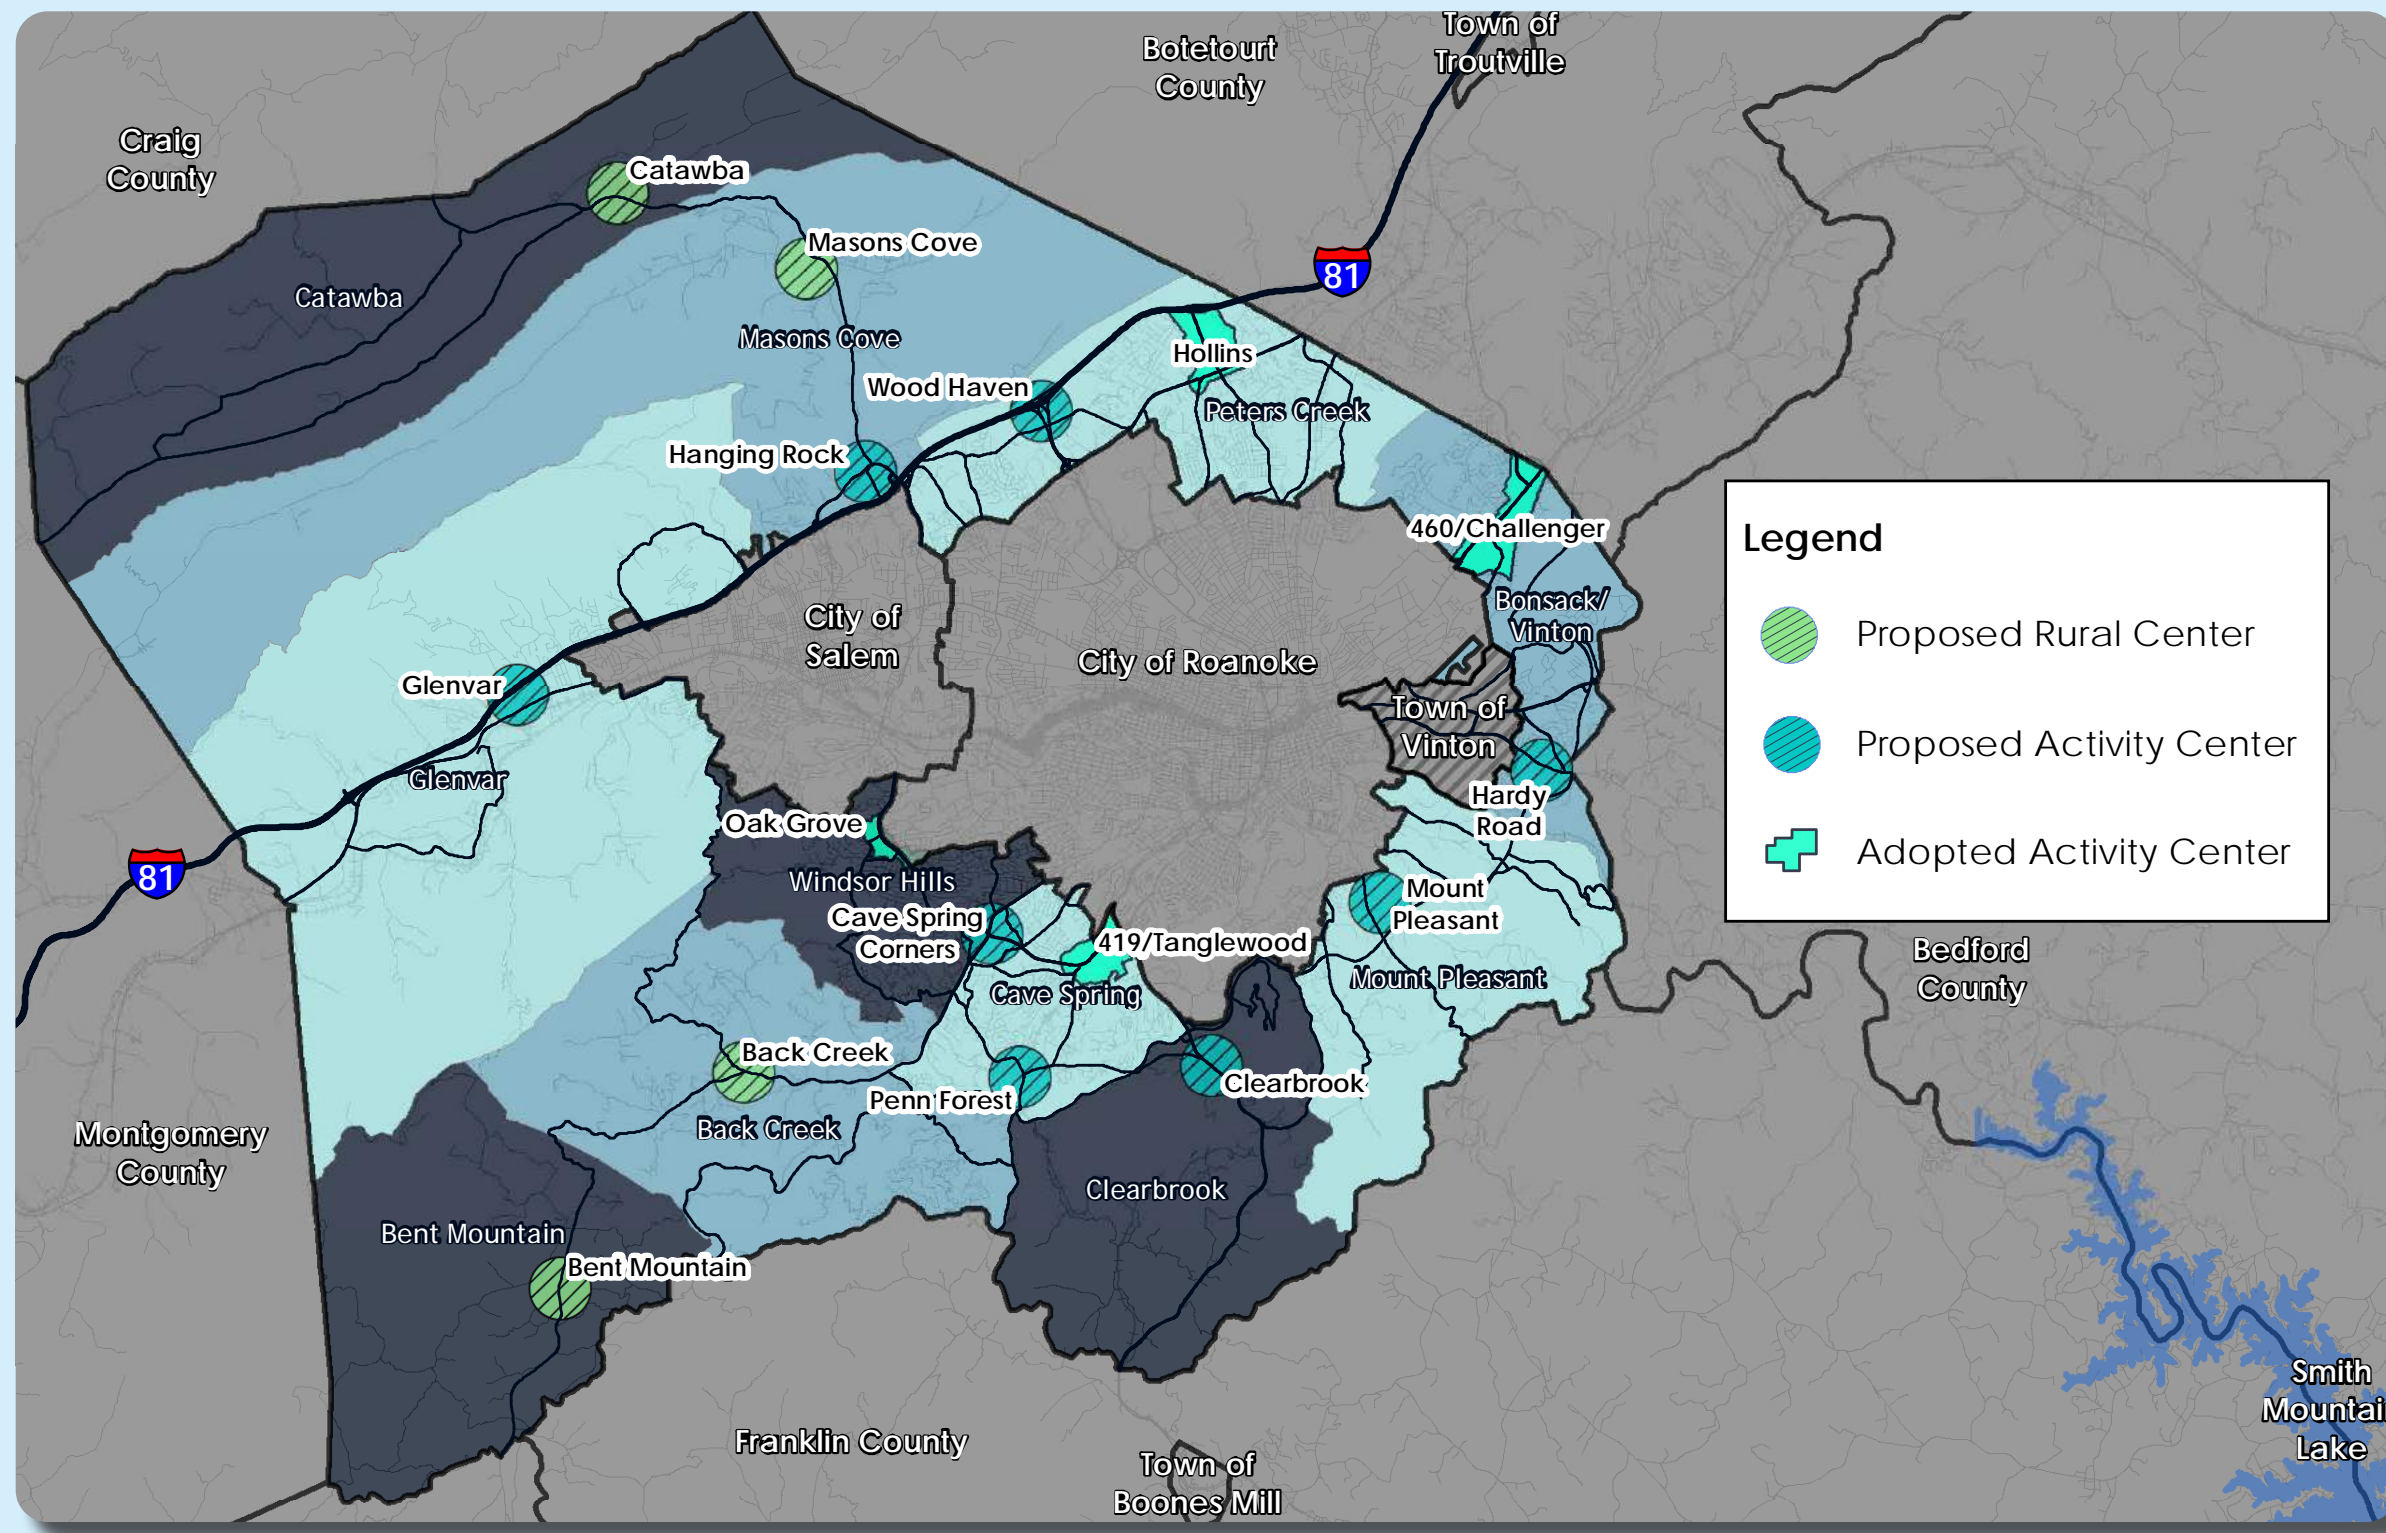 Town of
Troutville
Botetourt
County
Craig
County
Catawba
Masons Cove
81
Catawba
Masons Cove
Hollins
Wood Haven
Peters Creek
Hanging Rock
460/Challenger
Legend
Proposed Rural Center
Proposed Activity Center
Adopted Activity Center
Bonsack/
Vinton
City of
Salem
City of Roanoke
Glenvar
Town of
Vinton
Glenvar
Hardy
Road
Oak Grove
81
Windsor Hills
Mount
Pleasant
Cave Spring
Corners
419/Tanglewood
Bedford
County
Mount Pleasant
Cave Spring
Back Creek
Clearbrook
Penn Forest
Back Creek
Montgomery
County
Clearbrook
Bent Mountain
Bent Mountain
Smith
Mountai
Lake
Franklin County
Town of
Boones Mill